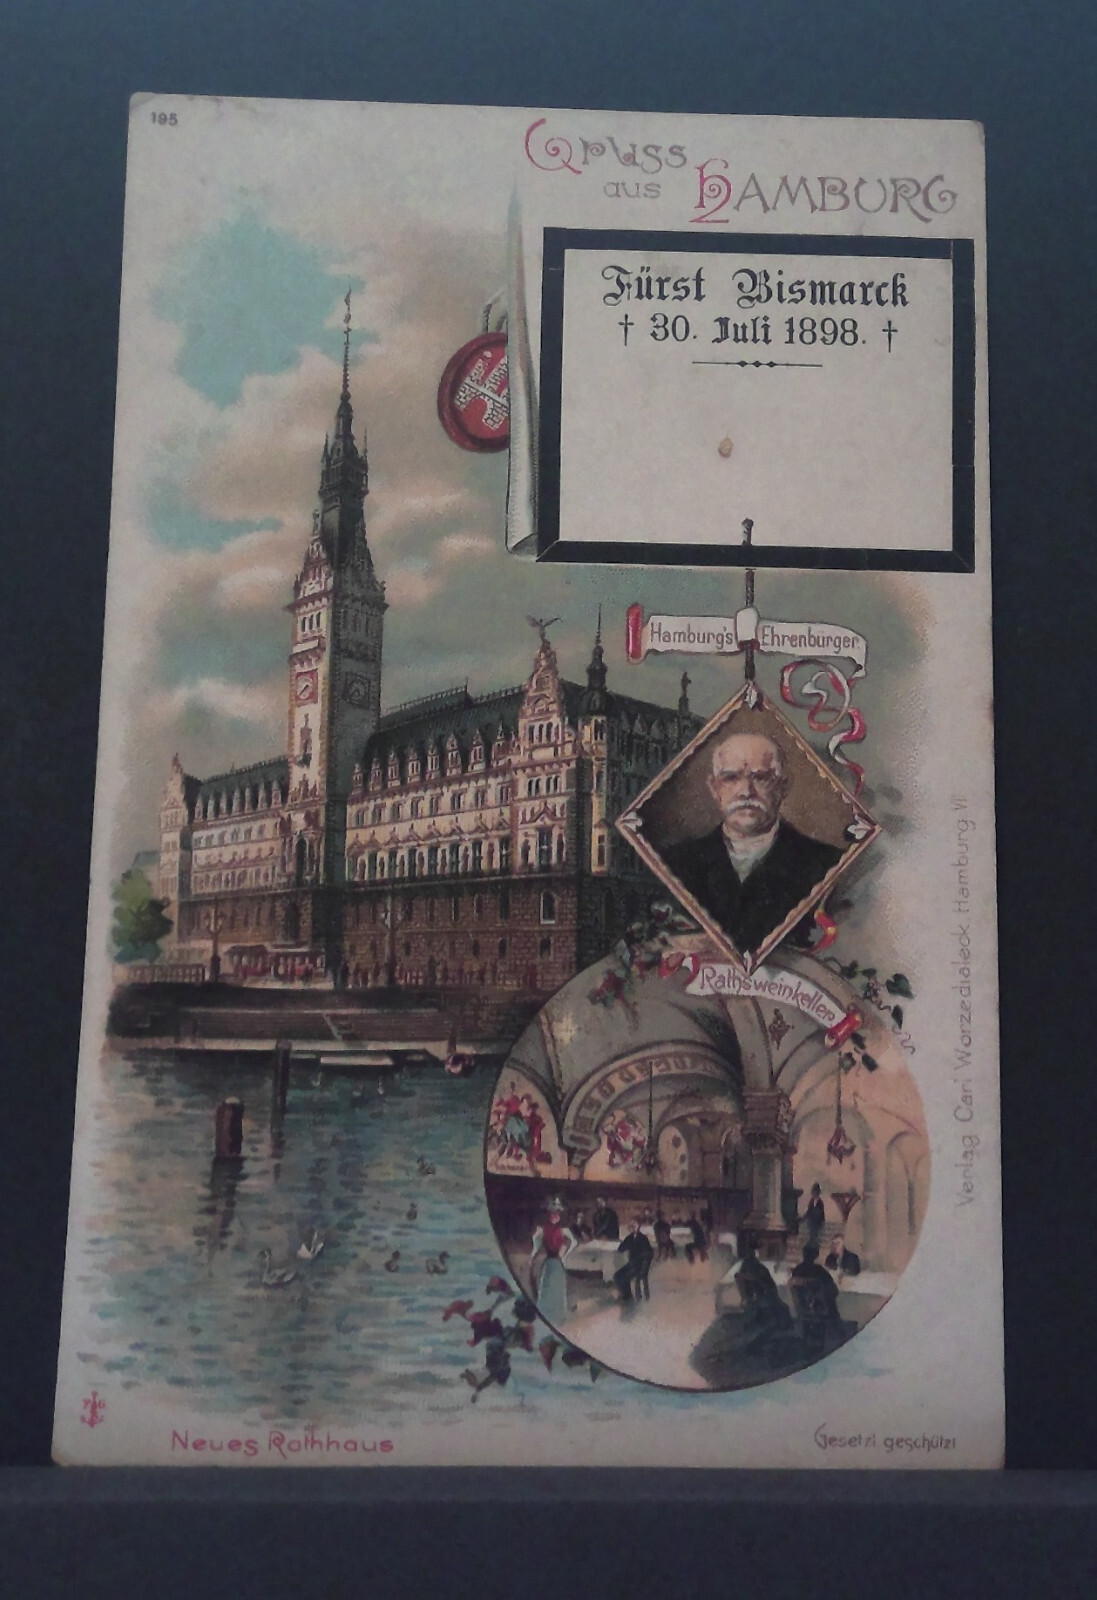 195
Gruss
aus Hamburg
Fürst Bismarck
† 30. Juli 1898. †
Hamburg's Ehrenbürger.
Rathsweinkeller
Verlag Carl Worzedialeck Hamburg VI
Neues Rathhaus
Gesetzl geschützt